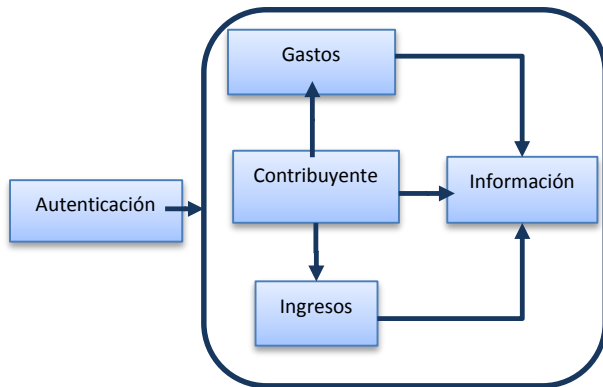 Gastos
Contribuyente
Información
Autenticación
Ingresos